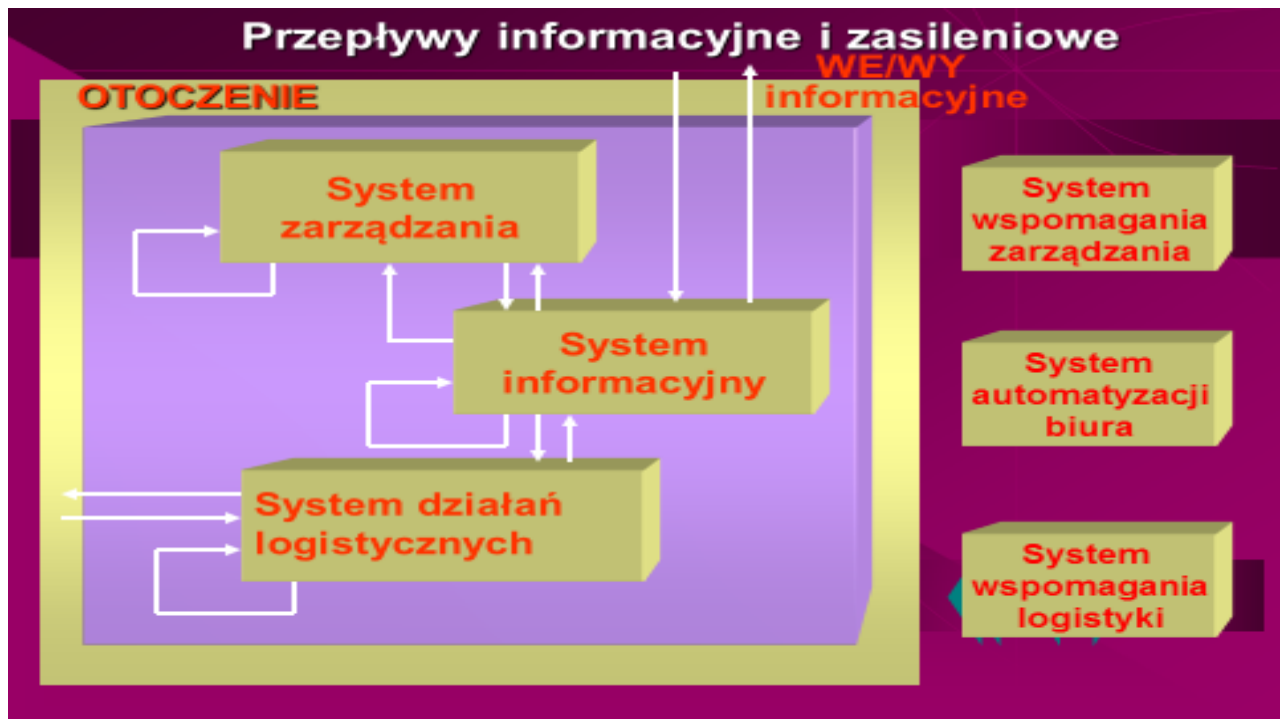 Przepływy informacyjne i zasileniowe
WE/WY
informacyjne
OTOCZENIE
System
zarządzania
System
informacyjny
System działań
logistycznych
System
wspomagania
zarządzania
System
automatyzacji
biura
System
wspomagania
logistyki